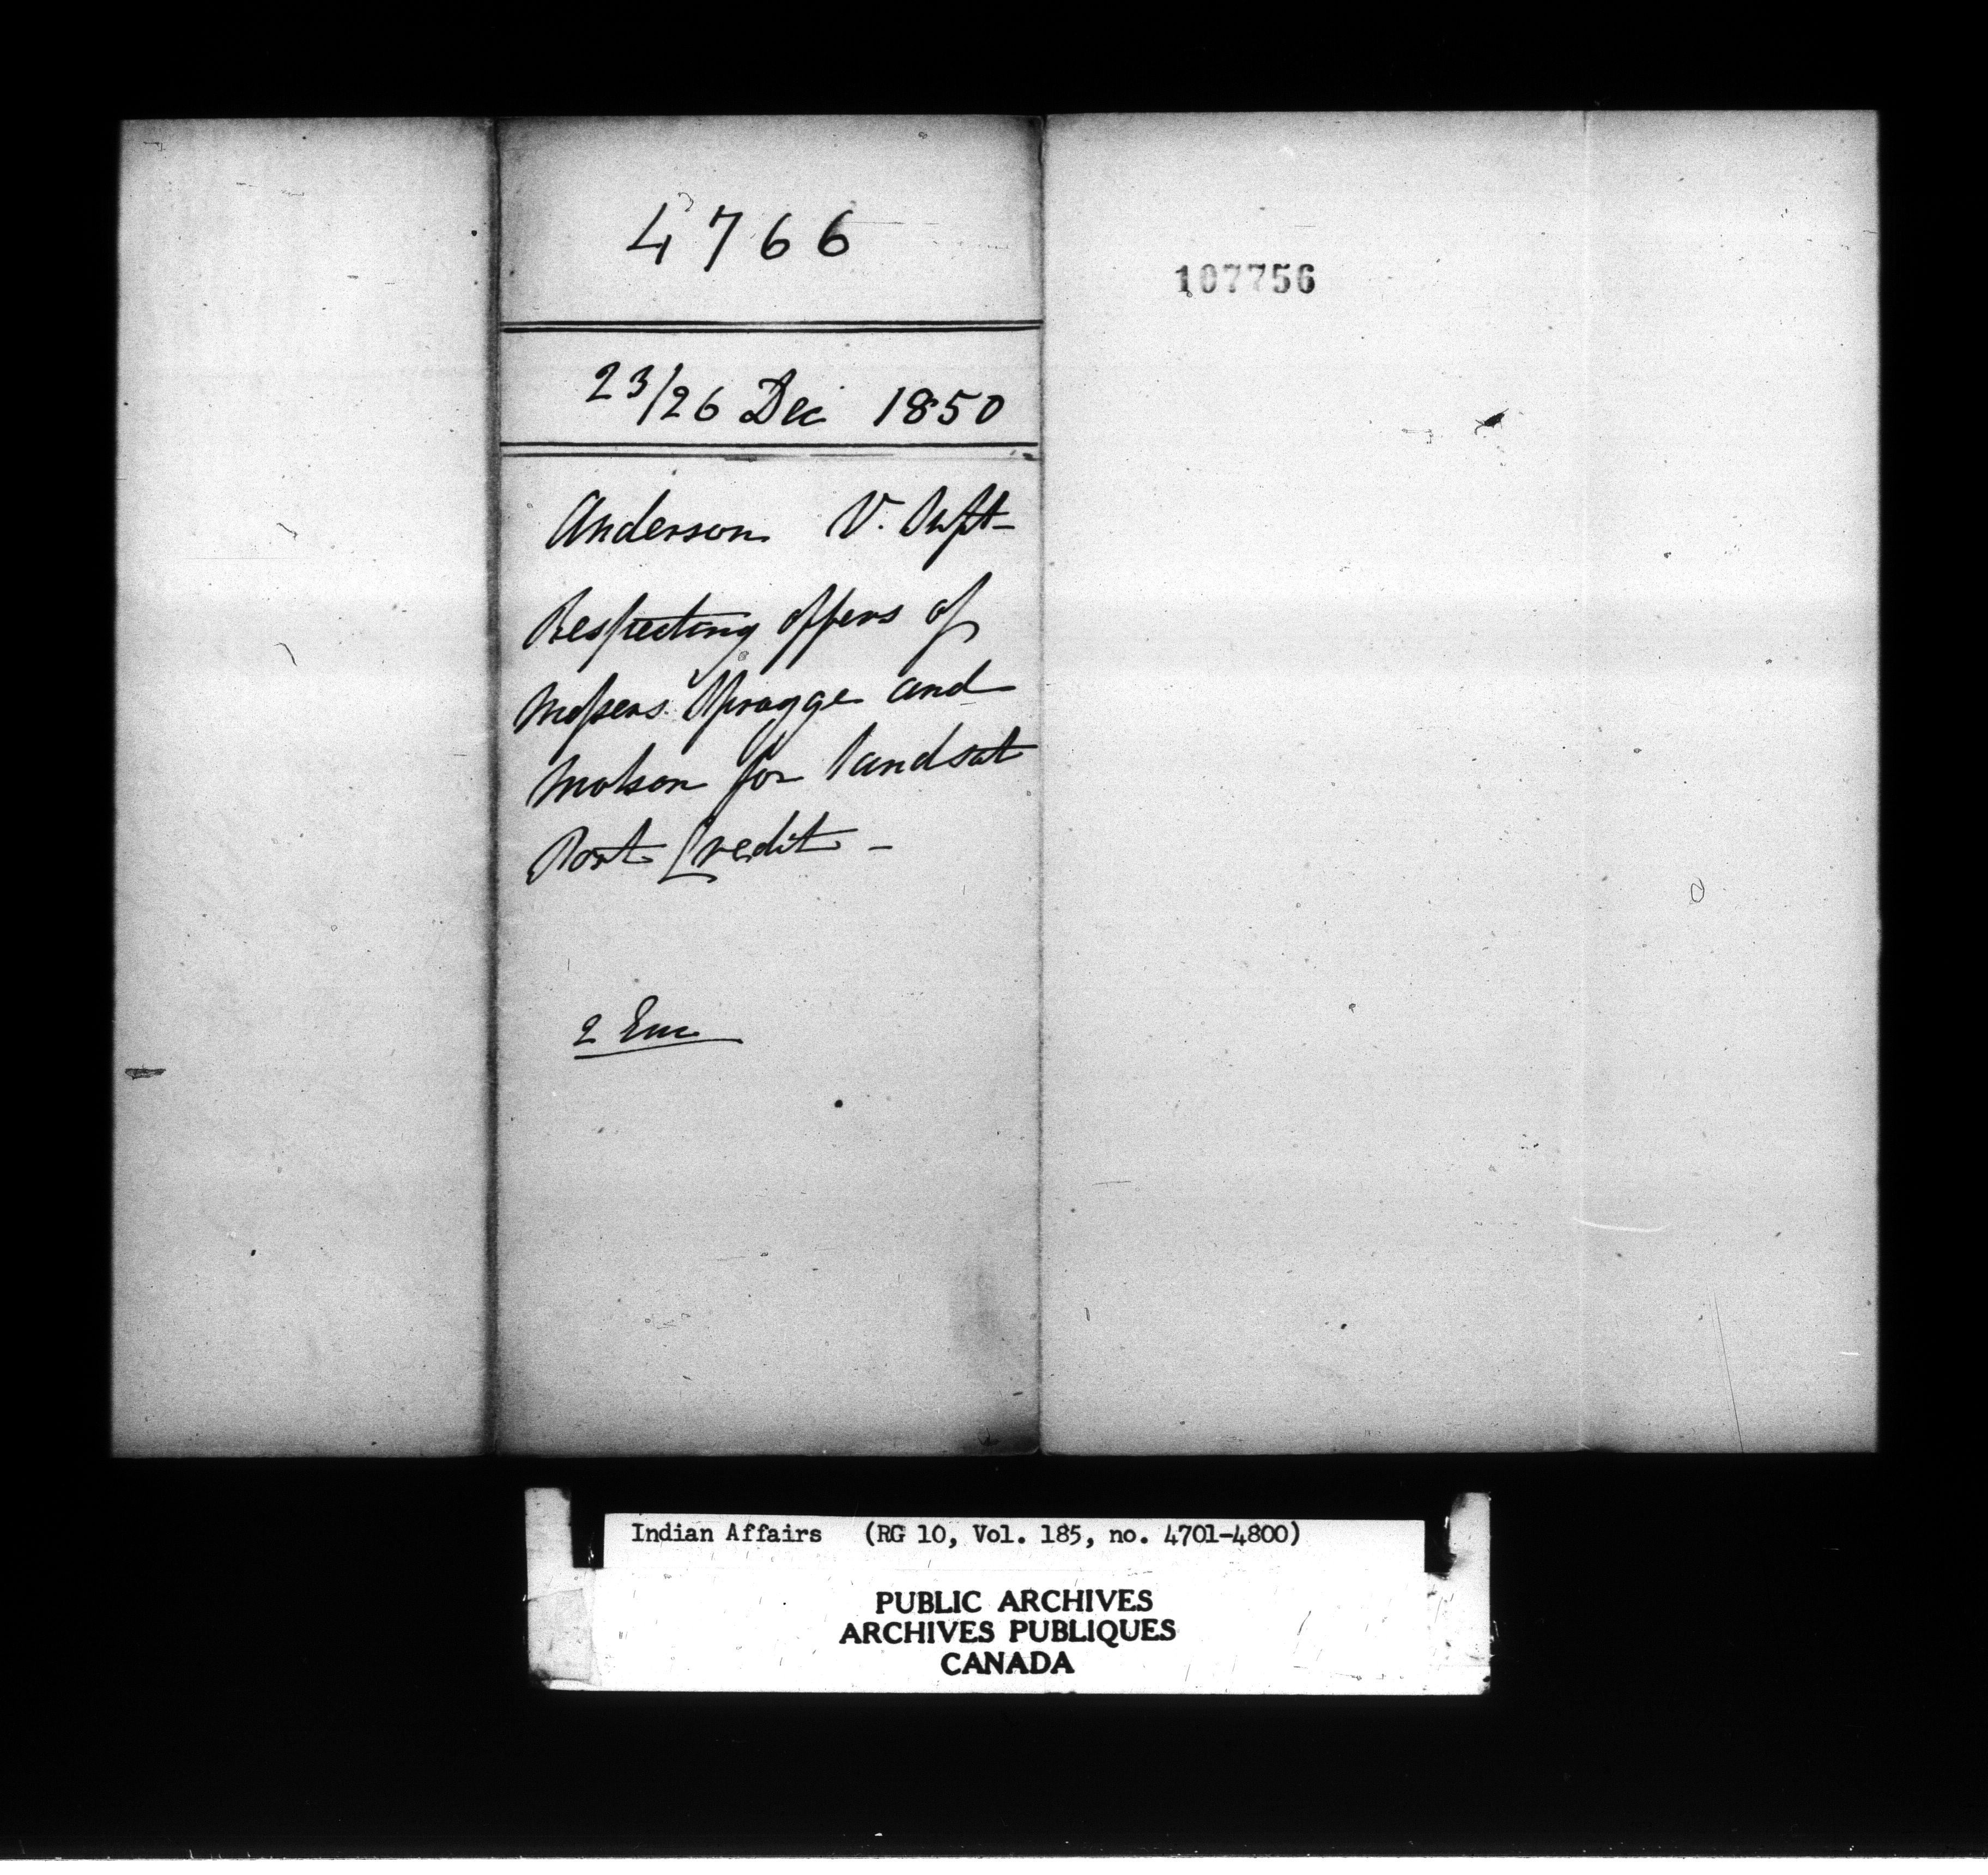 4766
23/26 Dec 1850
Anderson V. Supt-
Respecting offers of
Messrs. Spragge and
Molson for lands at
Port Credit -
2 Enc
107756
Indian Affairs (RG 10, Vol. 185, no. 4701-4800)
PUBLIC ARCHIVES
ARCHIVES PUBLIQUES
CANADA